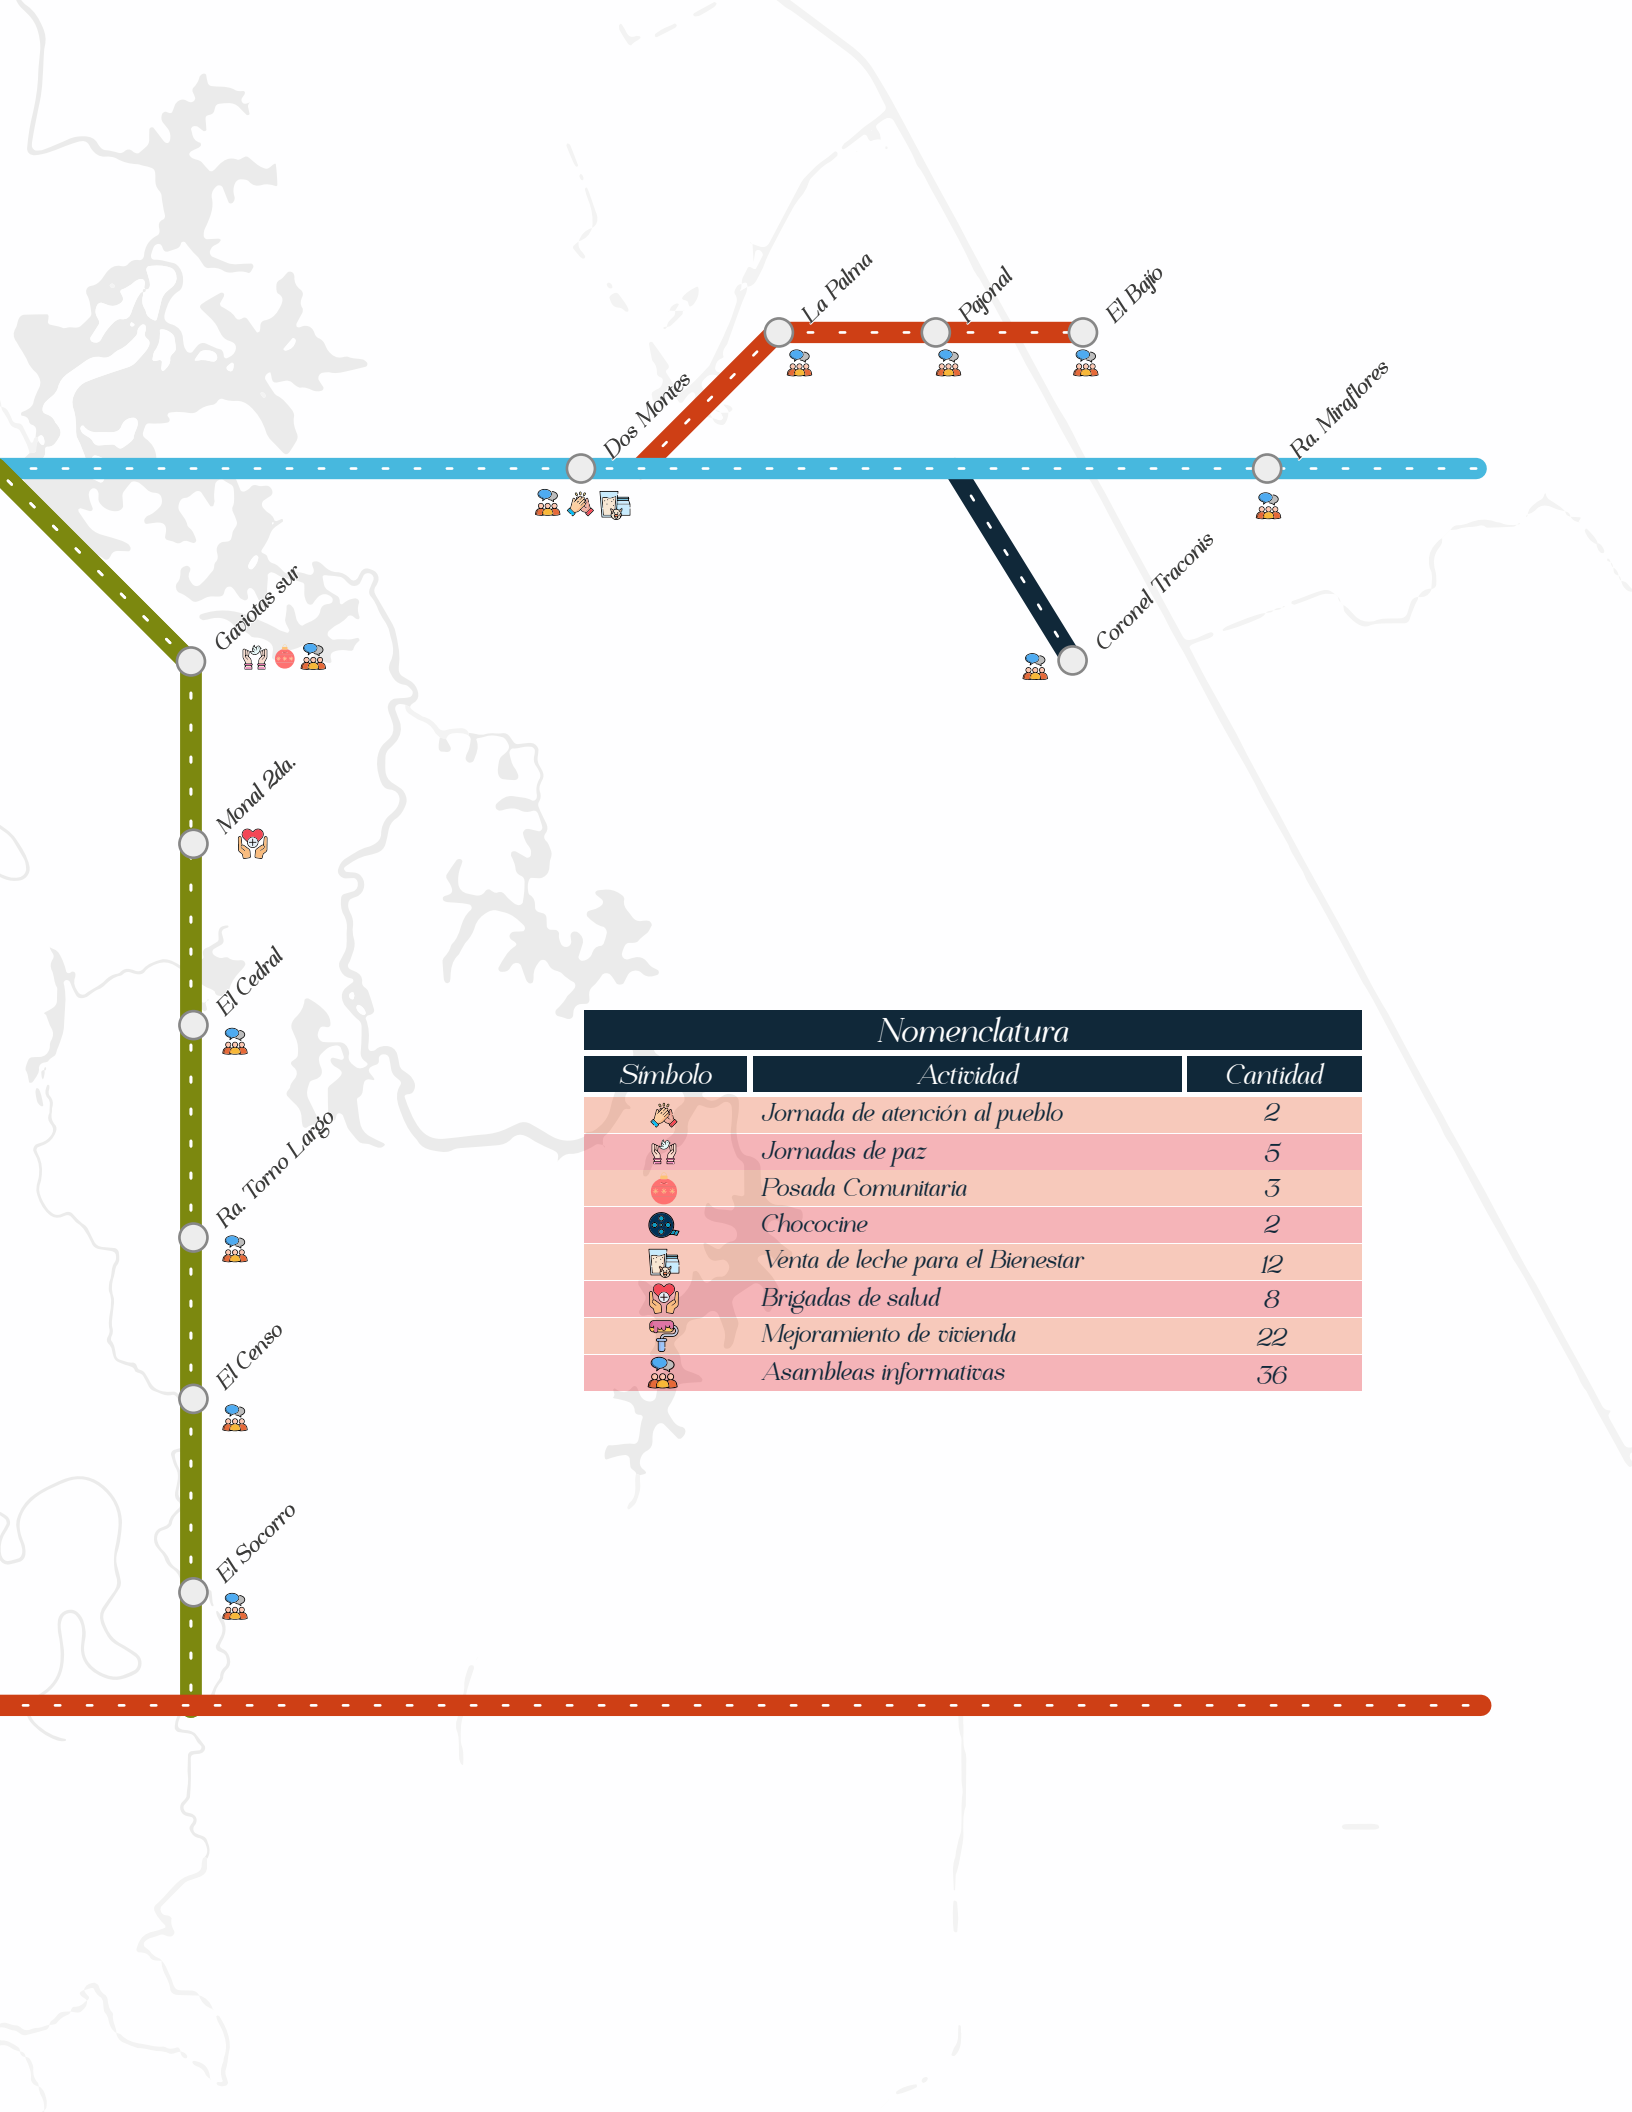 La Palma
Pajonal
El Bajío
Dos Montes
Ra. Miraflores
Gaviotas sur
Coronel Traconis
Monal 2da.
El Cedral
Ra. Torno Largo
El Censo
El Socorro
Nomenclatura
Símbolo Actividad Cantidad
Jornada de atención al pueblo 2
Jornadas de paz 5
Posada Comunitaria 3
Chococine 2
Venta de leche para el Bienestar 12
Brigadas de salud 8
Mejoramiento de vivienda 22
Asambleas informativas 36